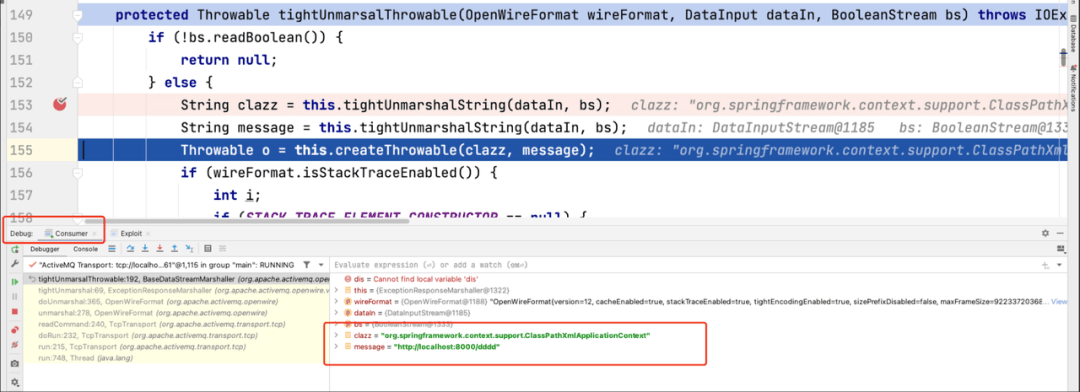 149 protected Throwable tightUnmarsalThrowable(OpenWireFormat wireFormat, DataInput dataIn, BooleanStream bs) throws IOEx
150 if (!bs.readBoolean()) {
151 return null;
152 } else {
153 String clazz = this.tightUnmarshalString(dataIn, bs); clazz: "org.springframework.context.support.ClassPathX
154 String message = this.tightUnmarshalString(dataIn, bs); dataIn: DataInputStream@1185 bs: BooleanStream@133
155 Throwable o = this.createThrowable(clazz, message); clazz: "org.springframework.context.support.ClassPathXml
156 if (wireFormat.isStackTraceEnabled()) {
157 int i;
158 if (STACK_TRACE_ELEMENT_CONSTRUCTOR == null) {
Database
Notifications
Debug: Consumer × Exploit ×
Debugger Console
"ActiveMQ Transport: tcp://localho...61"@1,115 in group "main": RUNNING
Evaluate expression (⏎) or add a watch (⌘⏎)
tightUnmarsalThrowable:192, BaseDataStreamMarshaller (org.apache.activemq.openwire
tightUnmarshal:69, ExceptionResponseMarshaller (org.apache.activemq.openwire.v
doUnmarshal:365, OpenWireFormat (org.apache.activemq.openwire)
unmarshal:278, OpenWireFormat (org.apache.activemq.openwire)
readCommand:240, TcpTransport (org.apache.activemq.transport.tcp)
doRun:232, TcpTransport (org.apache.activemq.transport.tcp)
run:215, TcpTransport (org.apache.activemq.transport.tcp)
run:748, Thread (java.lang)
dis = Cannot find local variable 'dis'
this = {ExceptionResponseMarshaller@1322}
wireFormat = {OpenWireFormat@1188} "OpenWireFormat{version=12, cacheEnabled=true, stackTraceEnabled=true, tightEncodingEnabled=true, sizePrefixDisabled=false, maxFrameSize=92233720368... View
dataIn = {DataInputStream@1185}
bs = {BooleanStream@1333}
clazz = "org.springframework.context.support.ClassPathXmlApplicationContext"
message = "http://localhost:8000/dddd"